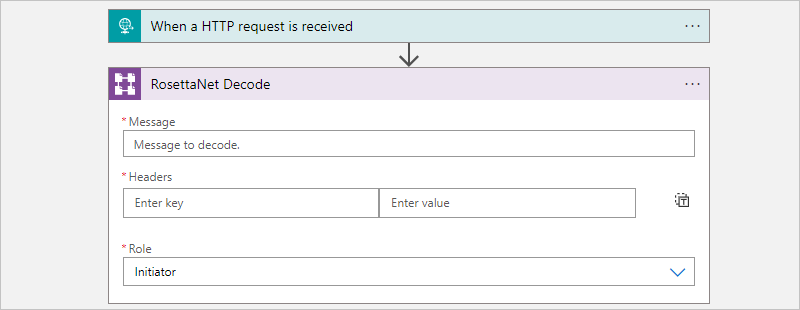 When a HTTP request is received
RosettaNet Decode
* Message
Message to decode.
* Headers
Enter key Enter value
* Role
Initiator